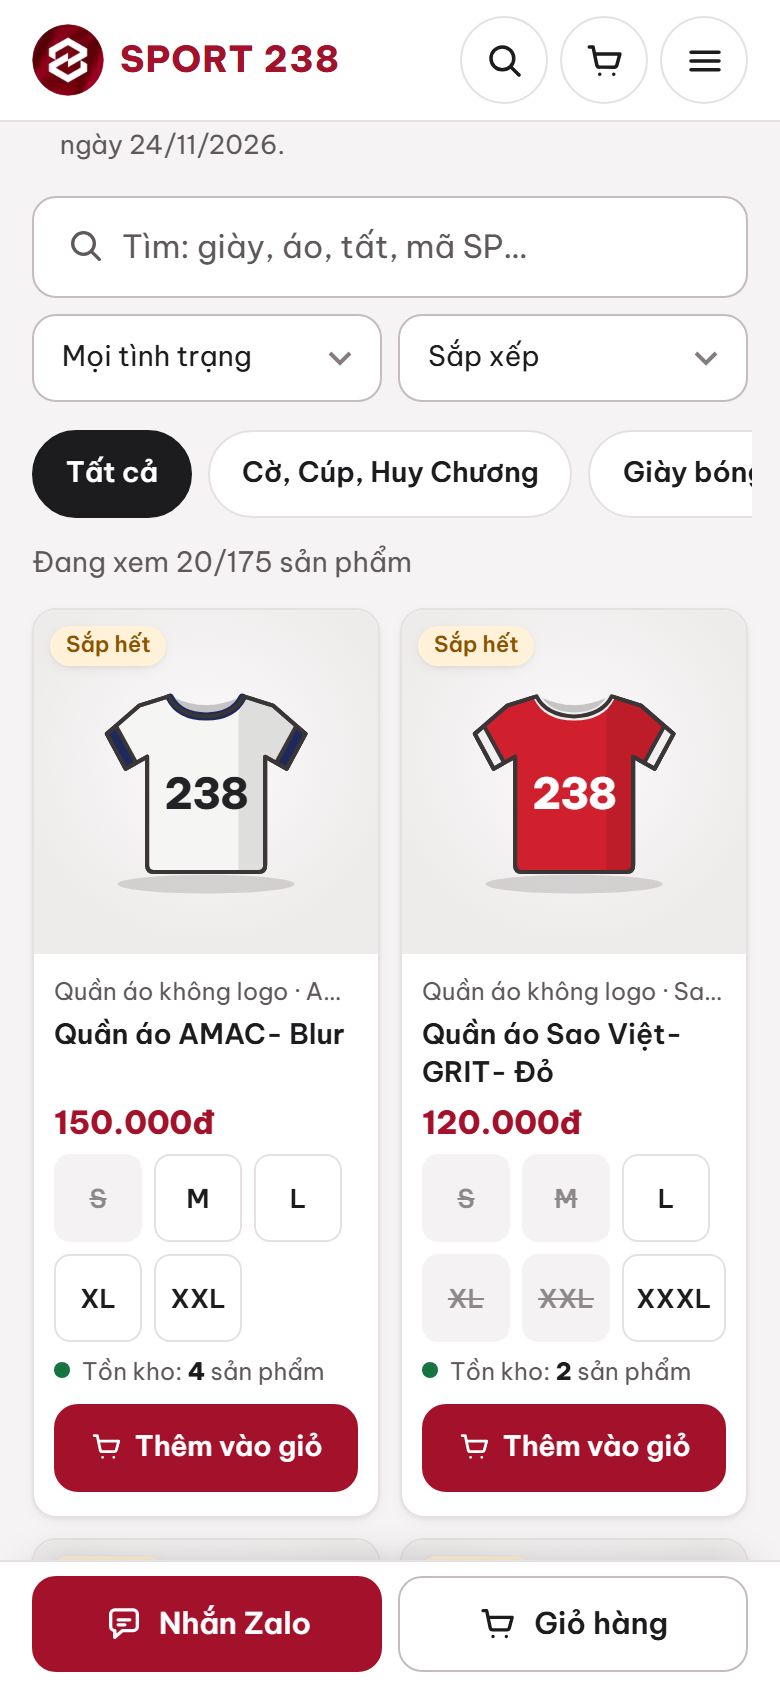 SPORT 238
ngày 24/11/2026.
Tìm: giày, áo, tất, mã SP...
Mọi tình trạng
Sắp xếp
Tất cả
Cờ, Cúp, Huy Chương
Giày bóng
Đang xem 20/175 sản phẩm
Sắp hết
238
Quần áo không logo · A...
Quần áo AMAC- Blur
150.000đ
S M L
XL XXL
Tồn kho: 4 sản phẩm
Thêm vào giỏ
Sắp hết
238
Quần áo không logo · Sa...
Quần áo Sao Việt-
GRIT- Đỏ
120.000đ
S M L
XL XXL XXXL
Tồn kho: 2 sản phẩm
Thêm vào giỏ
Nhắn Zalo
Giỏ hàng